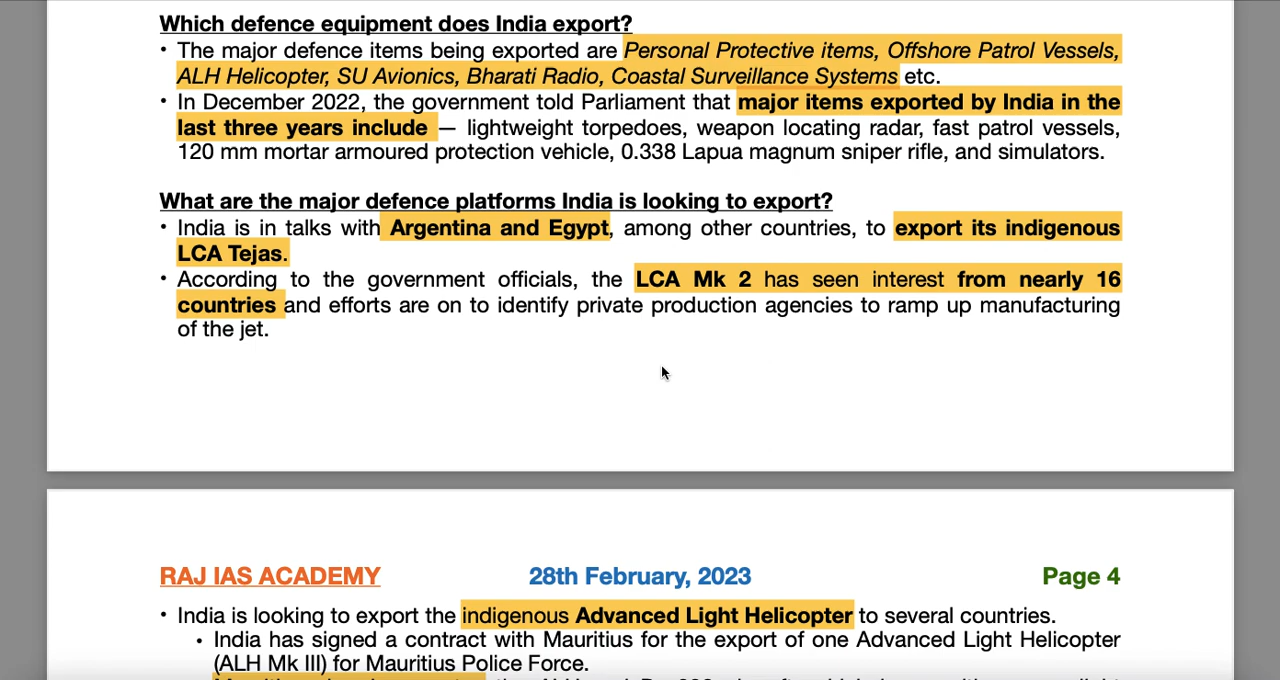 Which defence equipment does India export?
• The major defence items being exported are Personal Protective items, Offshore Patrol Vessels,
ALH Helicopter, SU Avionics, Bharati Radio, Coastal Surveillance Systems etc.
• In December 2022, the government told Parliament that major items exported by India in the
last three years include — lightweight torpedoes, weapon locating radar, fast patrol vessels,
120 mm mortar armoured protection vehicle, 0.338 Lapua magnum sniper rifle, and simulators.
What are the major defence platforms India is looking to export?
• India is in talks with Argentina and Egypt, among other countries, to export its indigenous
LCA Tejas.
• According to the government officials, the LCA Mk 2 has seen interest from nearly 16
countries and efforts are on to identify private production agencies to ramp up manufacturing
of the jet.
RAJ IAS ACADEMY 28th February, 2023 Page 4
• India is looking to export the indigenous Advanced Light Helicopter to several countries.
• India has signed a contract with Mauritius for the export of one Advanced Light Helicopter
(ALH Mk III) for Mauritius Police Force.